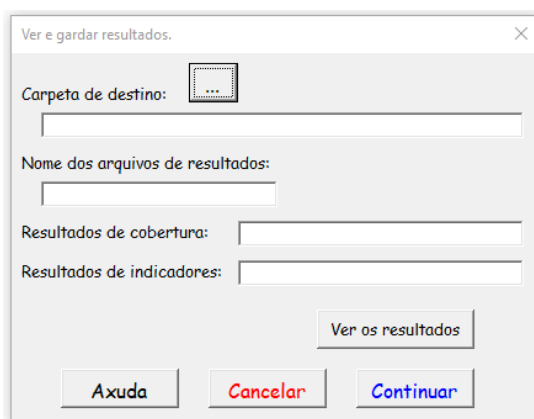 Ver e gardar resultados.
Carpeta de destino: ...
Nome dos arquivos de resultados:
Resultados de cobertura:
Resultados de indicadores:
Ver os resultados
Axuda Cancelar Continuar